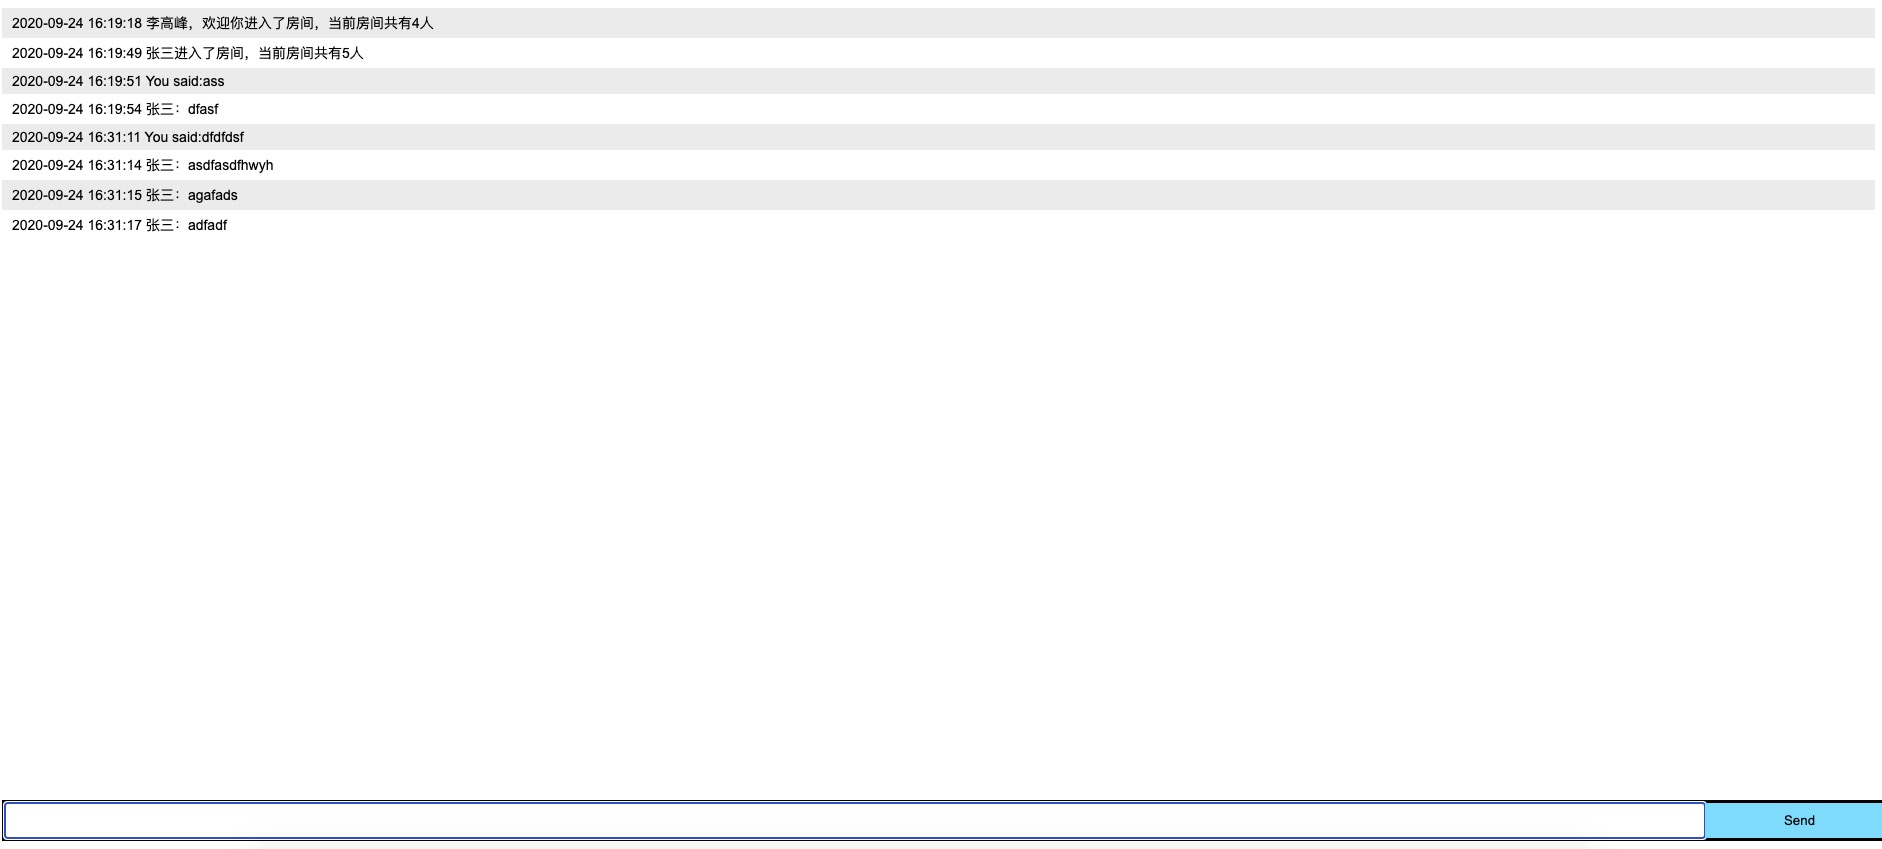 2020-09-24 16:19:18 李高峰，欢迎你进入了房间，当前房间共有4人
2020-09-24 16:19:49 张三进入了房间，当前房间共有5人
2020-09-24 16:19:51 You said:ass
2020-09-24 16:19:54 张三：dfasf
2020-09-24 16:31:11 You said:dfdfdsf
2020-09-24 16:31:14 张三：asdfasdfhwyh
2020-09-24 16:31:15 张三：agafads
2020-09-24 16:31:17 张三：adfadf
Send